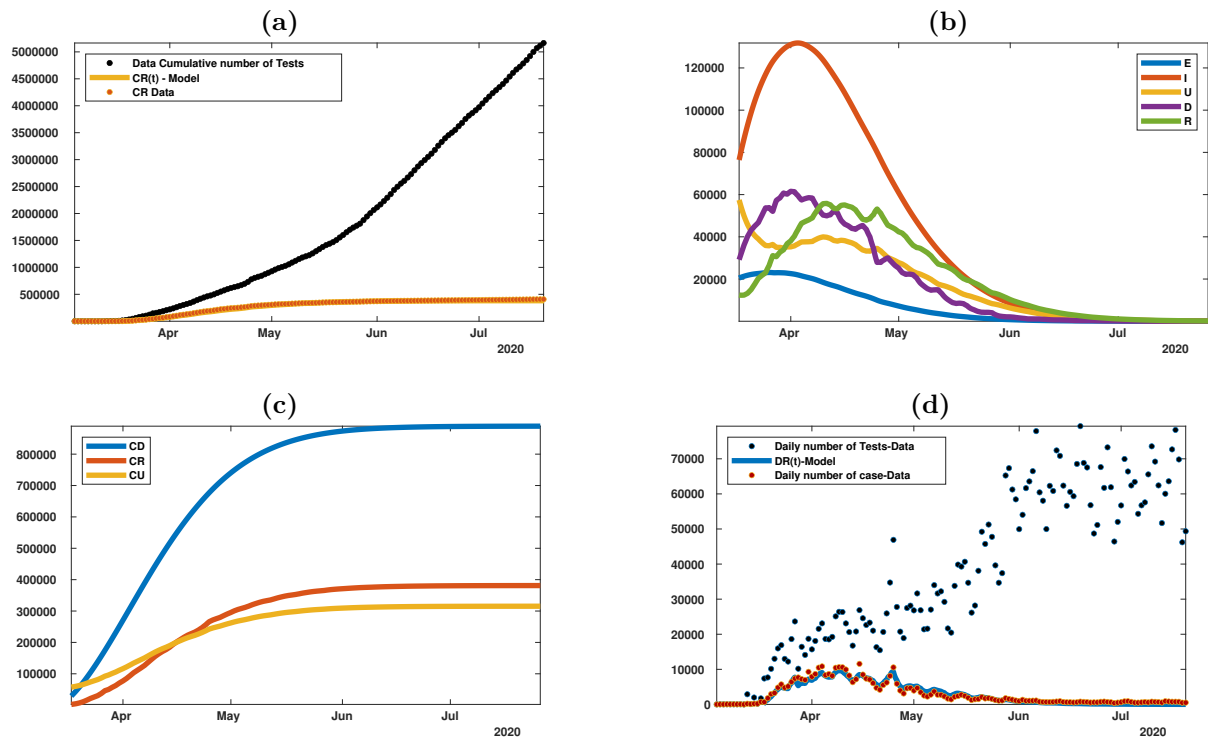 (a)
5000000
4500000
4000000
3500000
3000000
2500000
2000000
1500000
1000000
500000
Data Cumulative number of Tests
CR(t) - Model
CR Data
Apr May Jun Jul
2020
(b)
120000
100000
80000
60000
40000
20000
E
I
U
D
R
Apr May Jun Jul
2020
(c)
800000
700000
600000
500000
400000
300000
200000
100000
CD
CR
CU
Apr May Jun Jul
2020
(d)
70000
60000
50000
40000
30000
20000
10000
0
Daily number of Tests-Data
DR(t)-Model
Daily number of case-Data
Apr May Jun Jul
2020